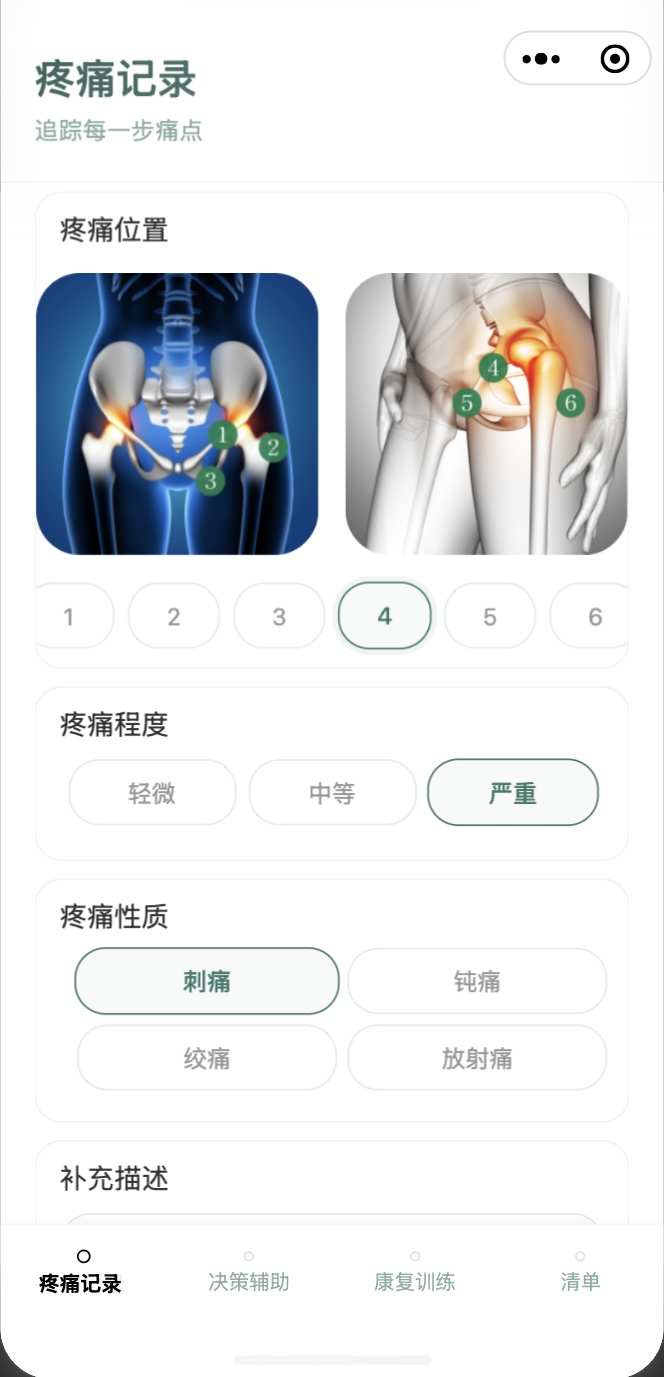 疼痛记录
追踪每一步痛点
疼痛位置
1
2
3
4
5
6
1 2 3 4 5 6
疼痛程度
轻微 中等 严重
疼痛性质
刺痛 钝痛
绞痛 放射痛
补充描述
疼痛记录 决策辅助 康复训练 清单